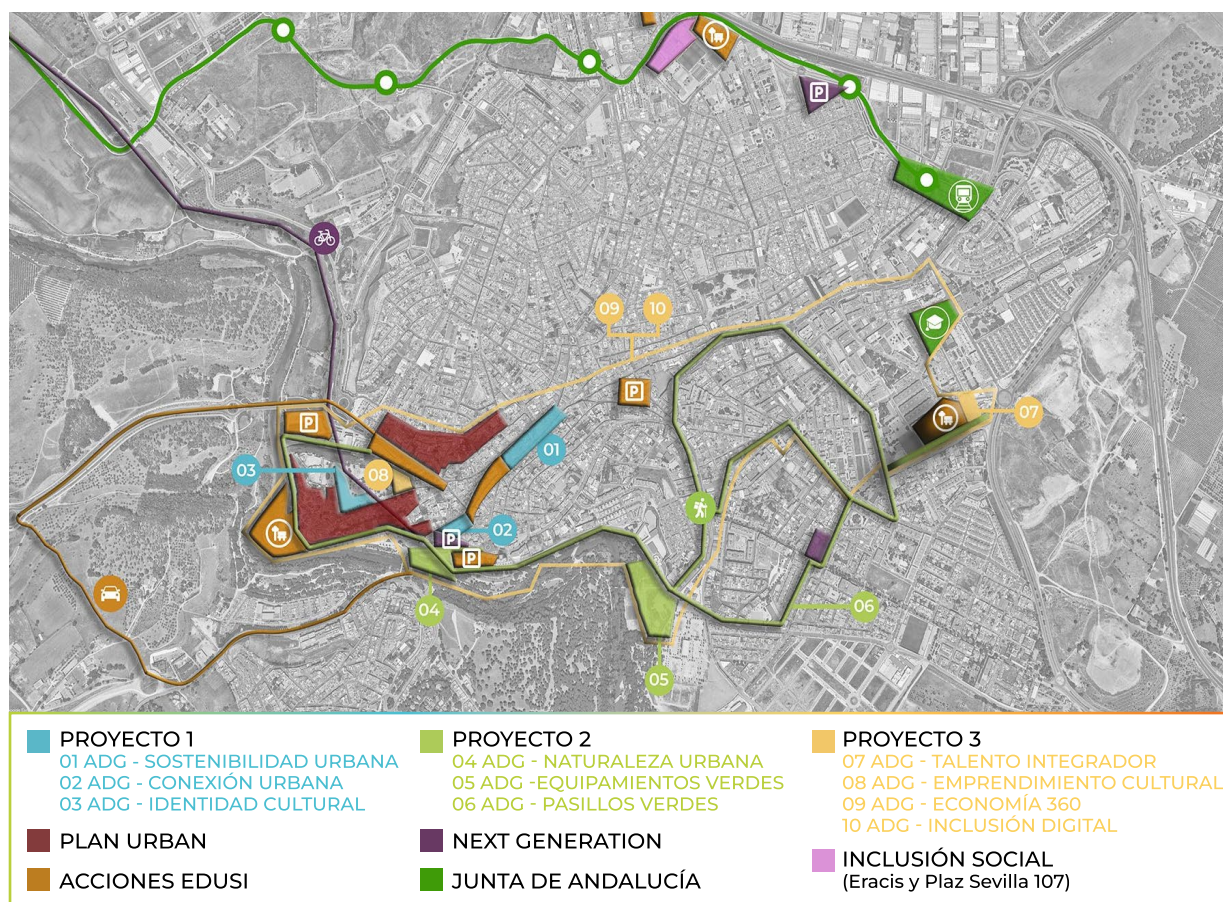 P
09
10
P
P
07
01
03
08
02
P
P
04
06
05
PROYECTO 1
01 ADG - SOSTENIBILIDAD URBANA
02 ADG - CONEXIÓN URBANA
03 ADG - IDENTIDAD CULTURAL
PLAN URBAN
ACCIONES EDUSI
PROYECTO 2
04 ADG - NATURALEZA URBANA
05 ADG -EQUIPAMIENTOS VERDES
06 ADG - PASILLOS VERDES
NEXT GENERATION
JUNTA DE ANDALUCÍA
PROYECTO 3
07 ADG - TALENTO INTEGRADOR
08 ADG - EMPRENDIMIENTO CULTURAL
09 ADG - ECONOMÍA 360
10 ADG - INCLUSIÓN DIGITAL
INCLUSIÓN SOCIAL
(Eracis y Plaz Sevilla 107)